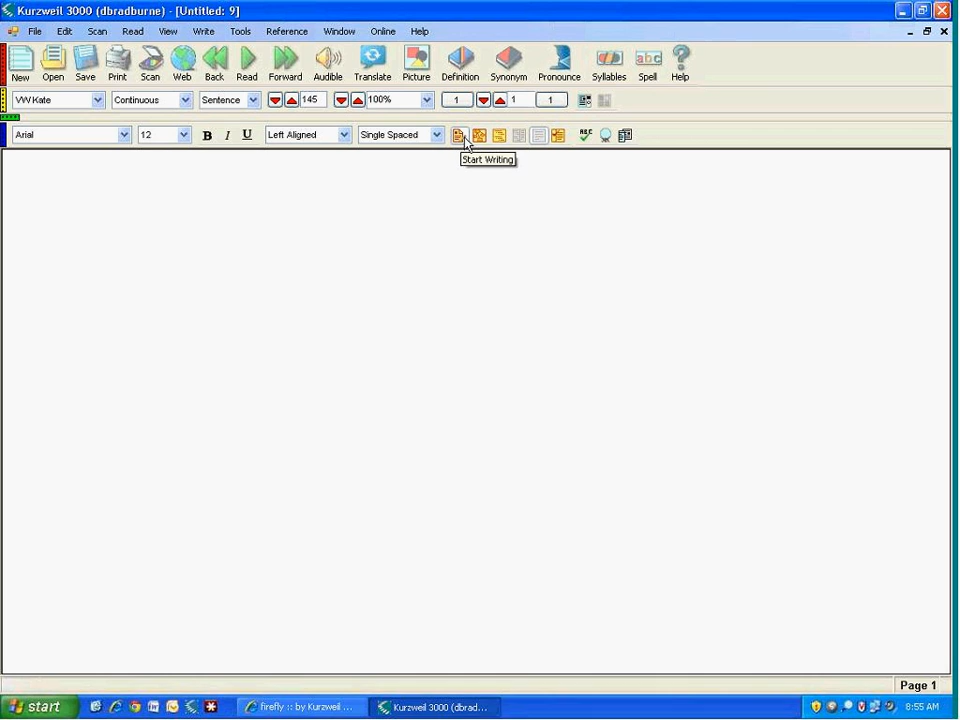 Kurzweil 3000 (dbradburne) - [Untitled: 9]
File Edit Scan Read View Write Tools Reference Window Online Help
New Open Save Print Scan Web Back Read Forward Audible Translate Picture Definition Synonym Pronounce Syllables Spell Help
VW Kate Continuous Sentence 145 100% 1 1 1
Arial 12 B I U Left Aligned Single Spaced
Start Writing
Page 1
start firefly :: by Kurzweil ... Kurzweil 3000 (dbrad... 8:55 AM